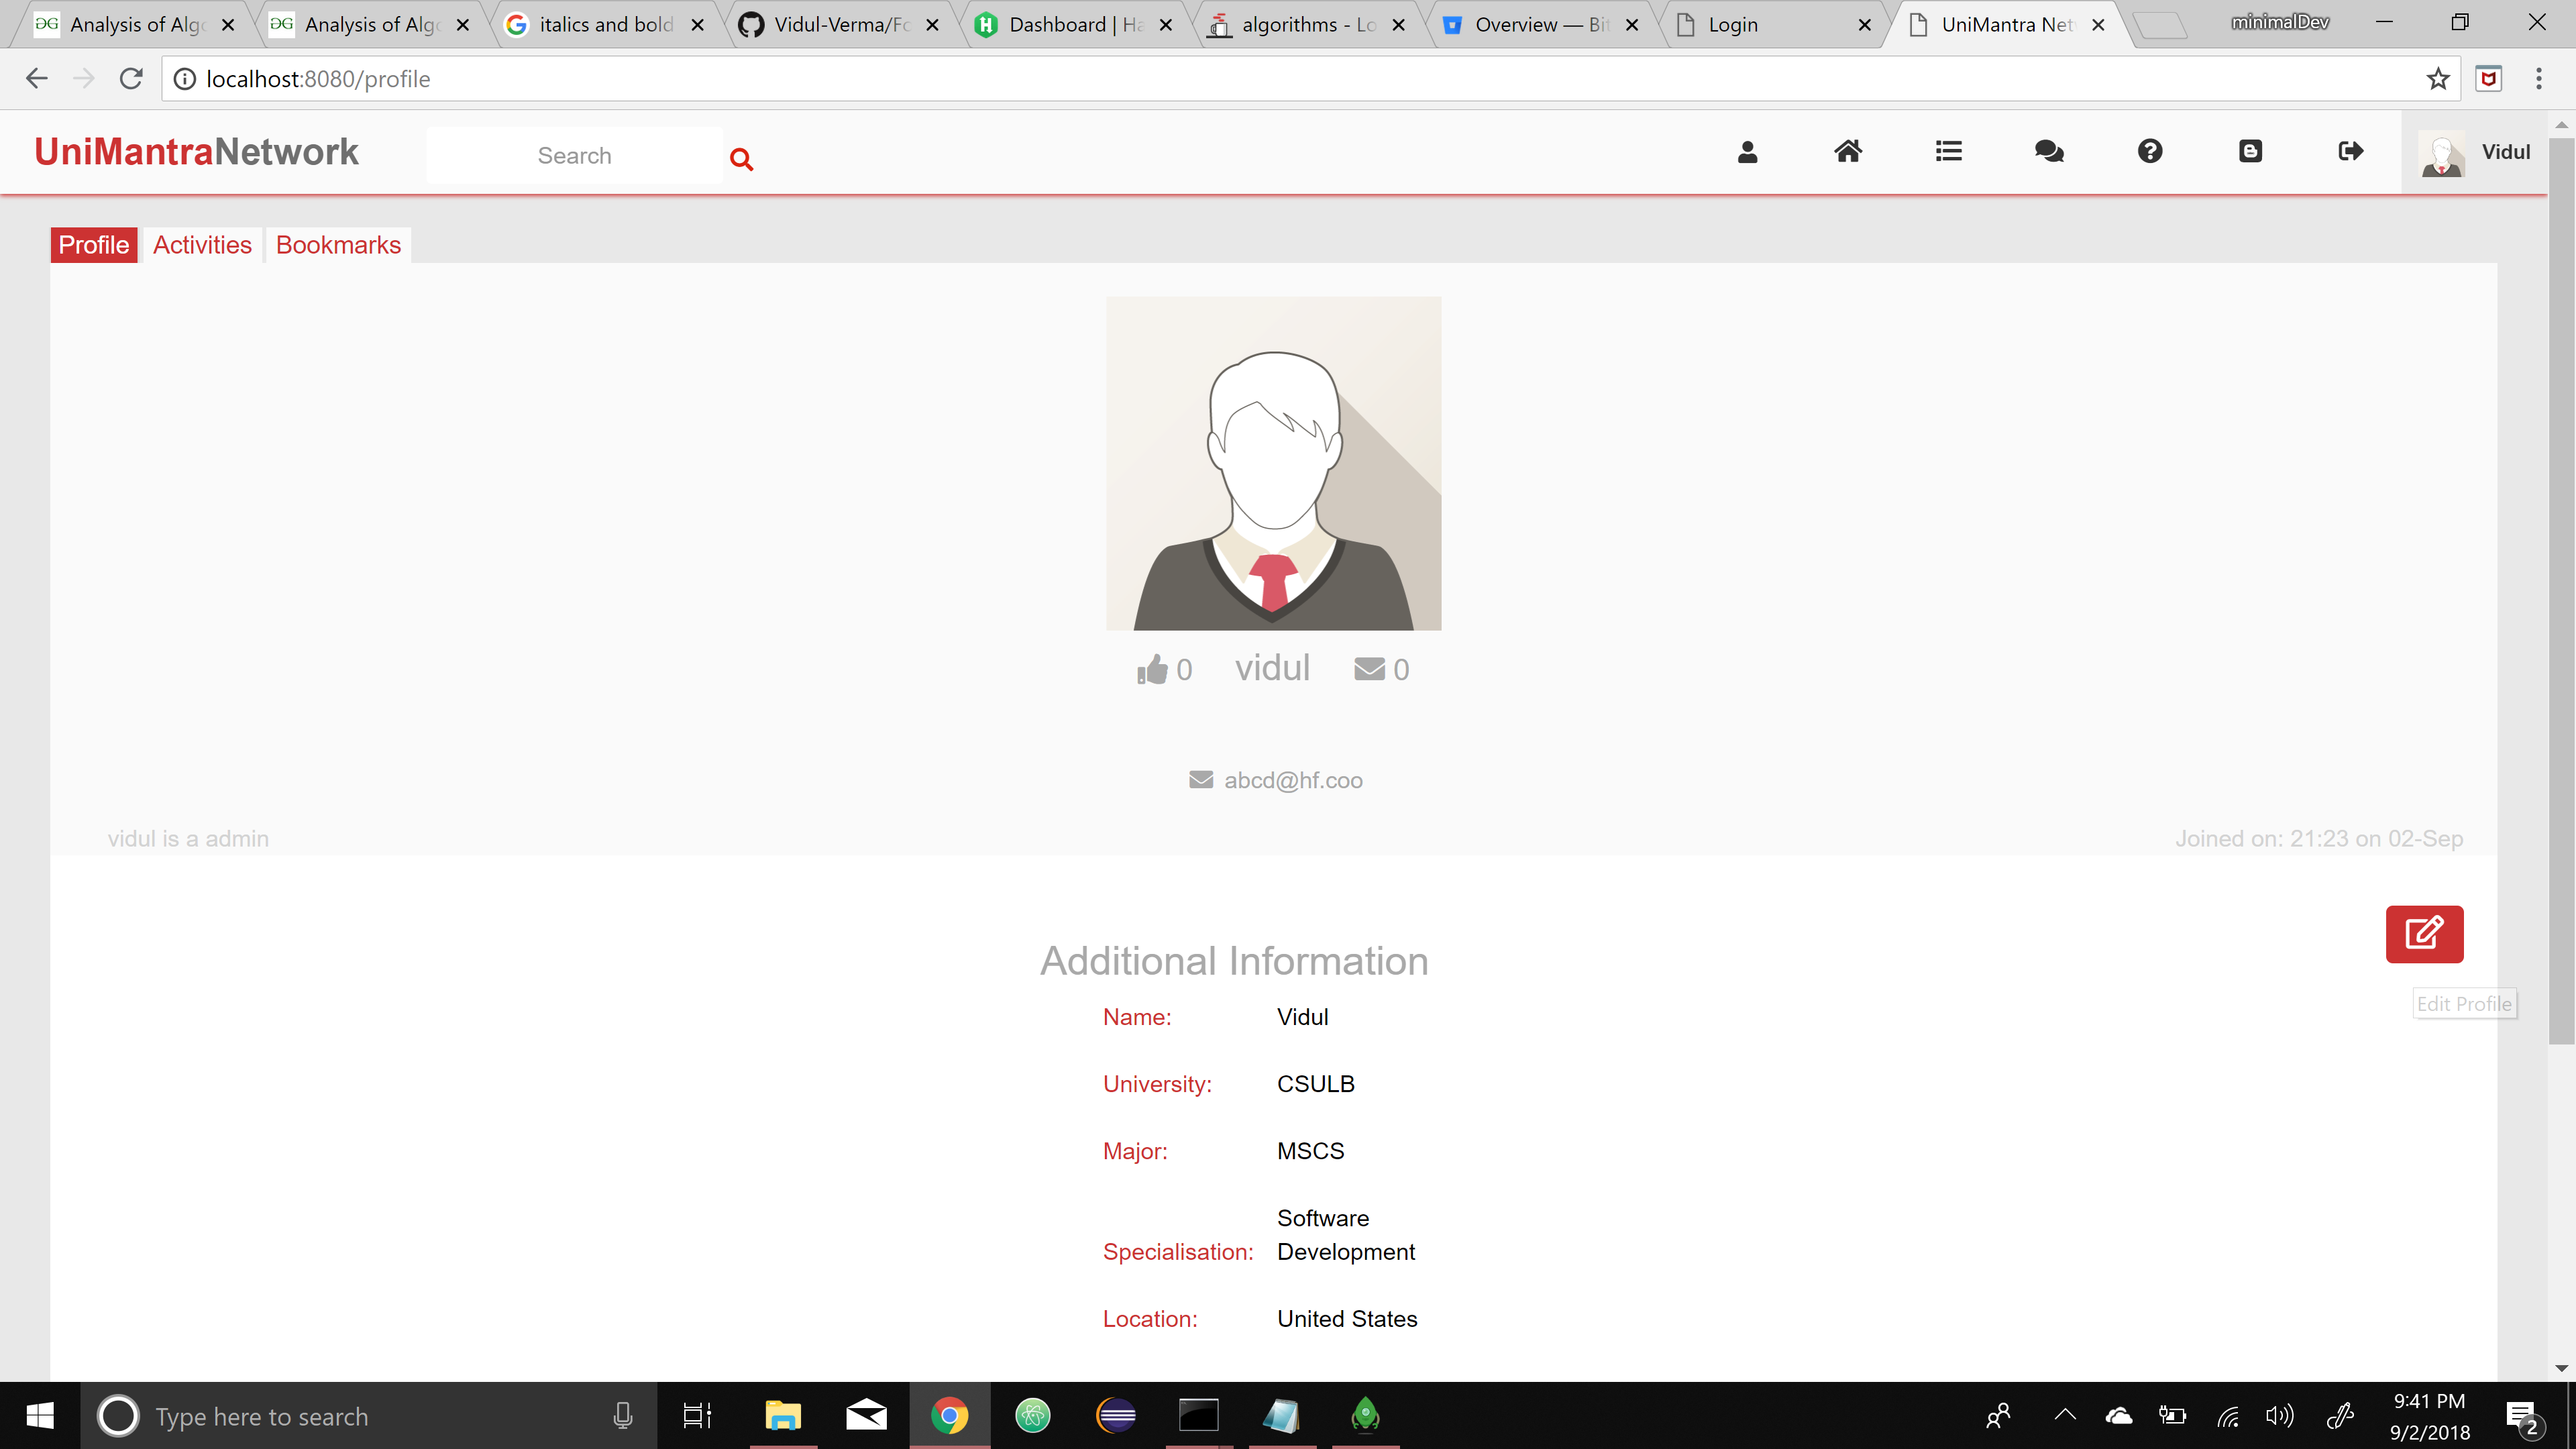 Analysis of Algo
Analysis of Algo
italics and bold
Vidul-Verma/Fo
Dashboard | Ha
algorithms - Lo
Overview — Bit
Login
UniMantra Net
minimalDev
localhost:8080/profile
UniMantraNetwork
Search
Vidul
Profile
Activities
Bookmarks
0
vidul
0
abcd@hf.coo
vidul is a admin
Joined on: 21:23 on 02-Sep
Additional Information
Edit Profile
Name: Vidul
University: CSULB
Major: MSCS
Software
Specialisation: Development
Location: United States
Type here to search
9:41 PM
9/2/2018
2